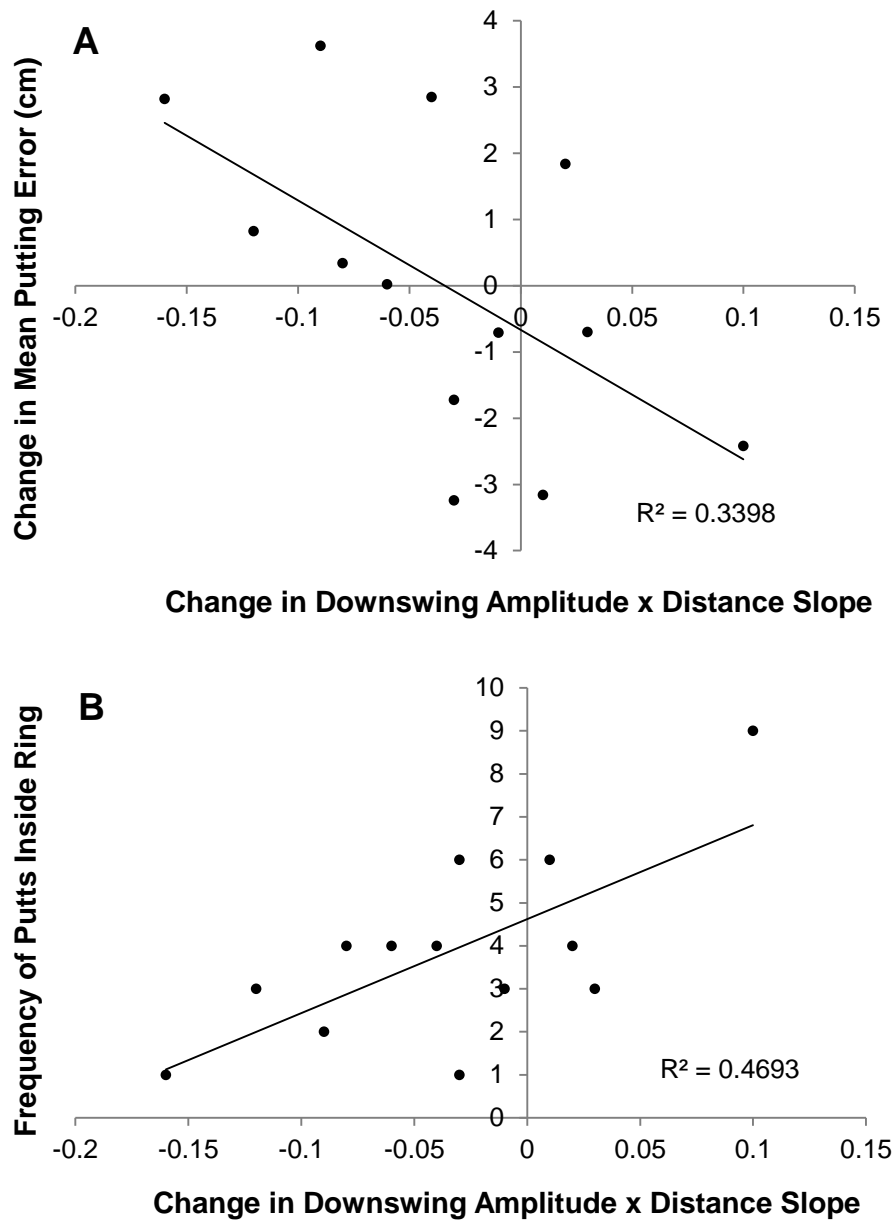 A
Change in Mean Putting Error (cm)
4
3
2
1
0
-0.2 -0.15 -0.1 -0.05 0 0.05 0.1 0.15
-1
-2
-3
-4
R² = 0.3398
Change in Downswing Amplitude x Distance Slope
B
Frequency of Putts Inside Ring
10
9
8
7
6
5
4
3
2
1
0
R² = 0.4693
-0.2 -0.15 -0.1 -0.05 0 0.05 0.1 0.15
Change in Downswing Amplitude x Distance Slope